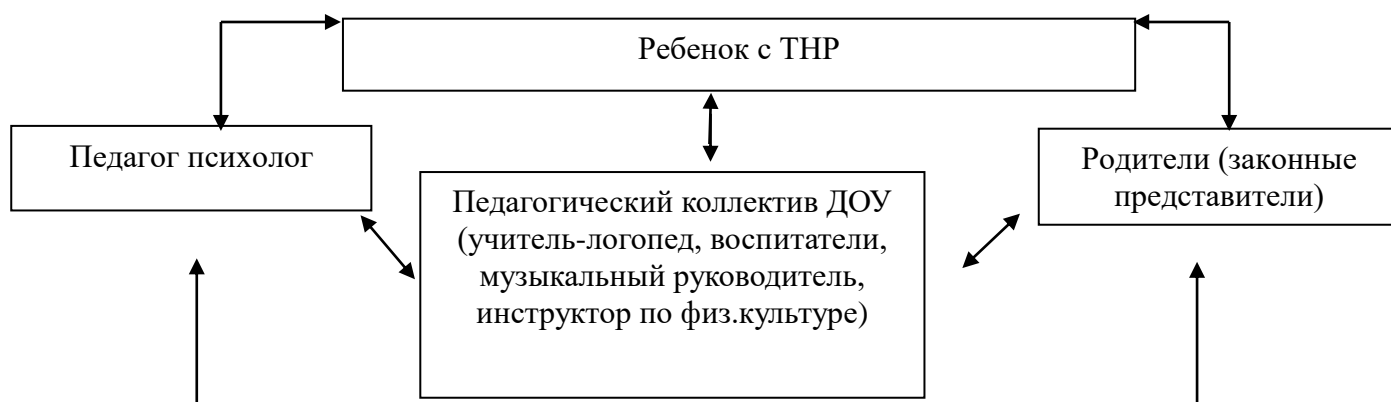 Ребенок с ТНР
Педагог психолог
Педагогический коллектив ДОУ
(учитель-логопед, воспитатели,
музыкальный руководитель,
инструктор по физ.культуре)
Родители (законные
представители)